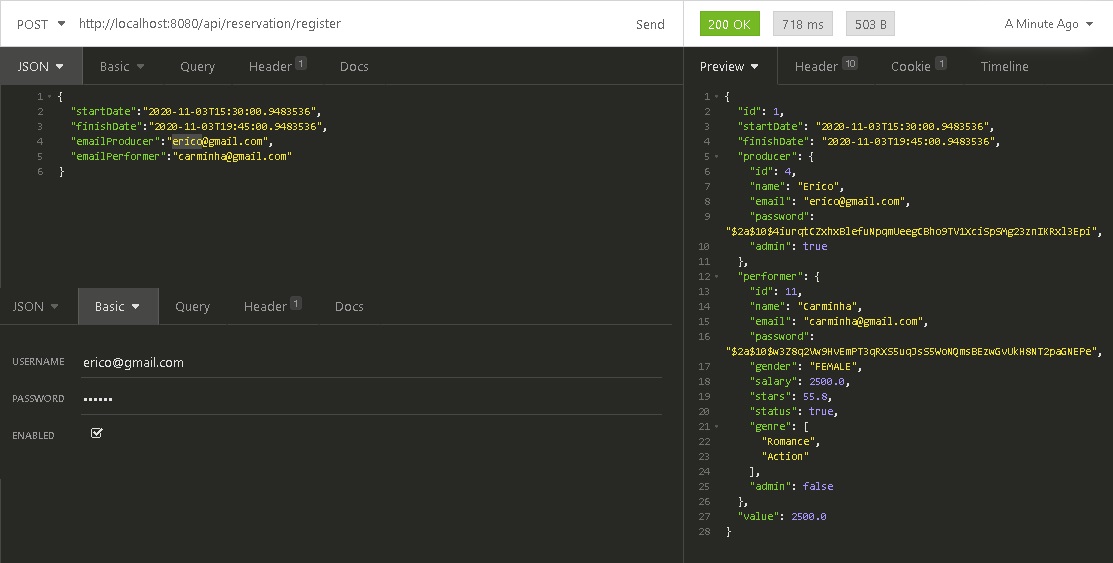 POST http://localhost:8080/api/reservation/register Send
200 OK 718 ms 503 B A Minute Ago
JSON Basic Query Header 1 Docs
1 {
2 "startDate":"2020-11-03T15:30:00.9483536",
3 "finishDate":"2020-11-03T19:45:00.9483536",
4 "emailProducer":"erico@gmail.com",
5 "emailPerformer":"carminha@gmail.com"
6 }
JSON Basic Query Header 1 Docs
USERNAME erico@gmail.com
PASSWORD ••••••
ENABLED
Preview Header 10 Cookie 1 Timeline
1 {
2 "id": 1,
3 "startDate": "2020-11-03T15:30:00.9483536",
4 "finishDate": "2020-11-03T19:45:00.9483536",
5 "producer": {
6 "id": 4,
7 "name": "Erico",
8 "email": "erico@gmail.com",
9 "password":
10 "admin": true
11 },
12 "performer": {
13 "id": 11,
14 "name": "Carminha",
15 "email": "carminha@gmail.com",
16 "password":
17 "gender": "FEMALE",
18 "salary": 2500.0,
19 "stars": 55.8,
20 "status": true,
21 "genre": [
22 "Romance",
23 "Action"
24 ],
25 "admin": false
26 },
27 "value": 2500.0
28 }